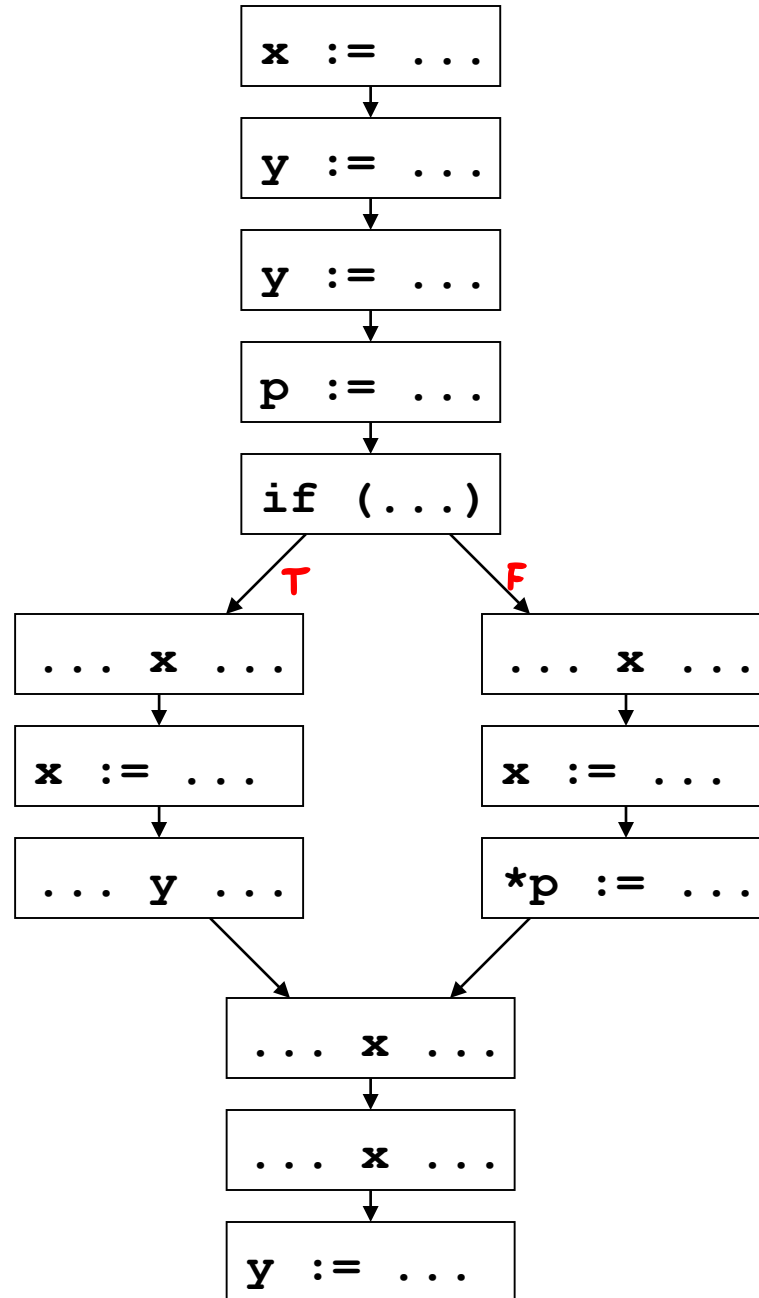 x := ...
y := ...
y := ...
p := ...
if (...)
T
F
... x ...
... x ...
x := ...
x := ...
... y ...
*p := ...
... x ...
... x ...
y := ...